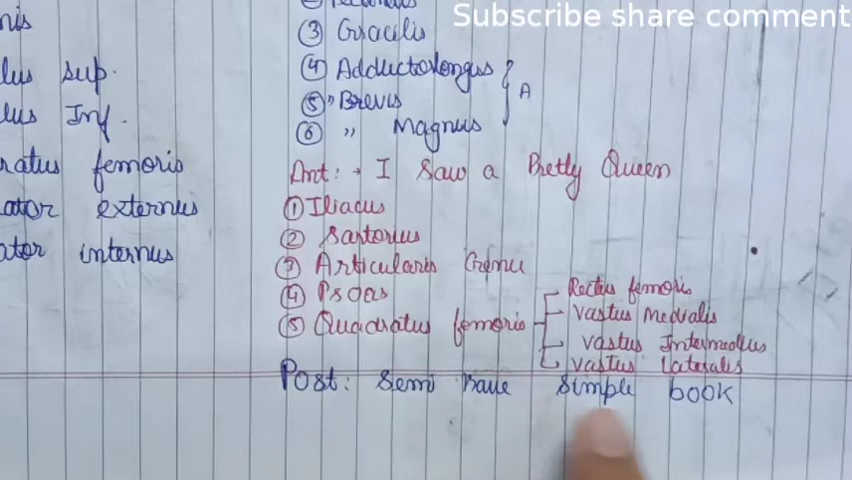 Subscribe share comment
③ Gracilis
④ Adductor longus
⑤ " Brevis
A
⑥ " Magnus
Ant: → I Saw a Pretty Queen
① Iliacus
② Sartorius
③ Articularis Genu
④ Psoas
⑤ Quadratus femoris
Rectus femoris
Vastus Medialis
vastus Intermedius
vastus Lateralis
Post: Semi simple book
lus Sup.
lus Inf.
ratus femoris
ator externus
ator internus